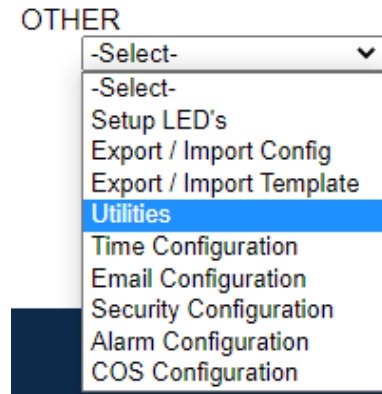 OTHER
-Select-
-Select-
Setup LED's
Export / Import Config
Export / Import Template
Utilities
Time Configuration
Email Configuration
Security Configuration
Alarm Configuration
COS Configuration